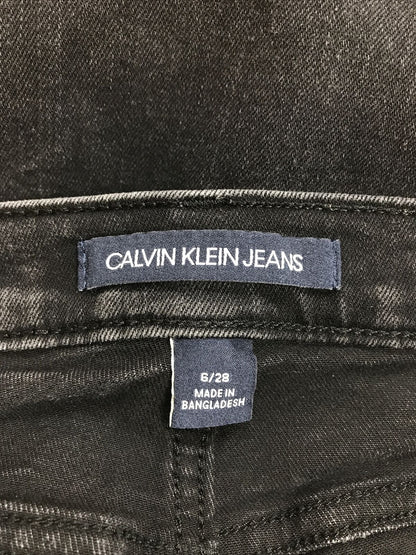 CALVIN KLEIN JEANS
6/28
MADE IN
BANGLADESH